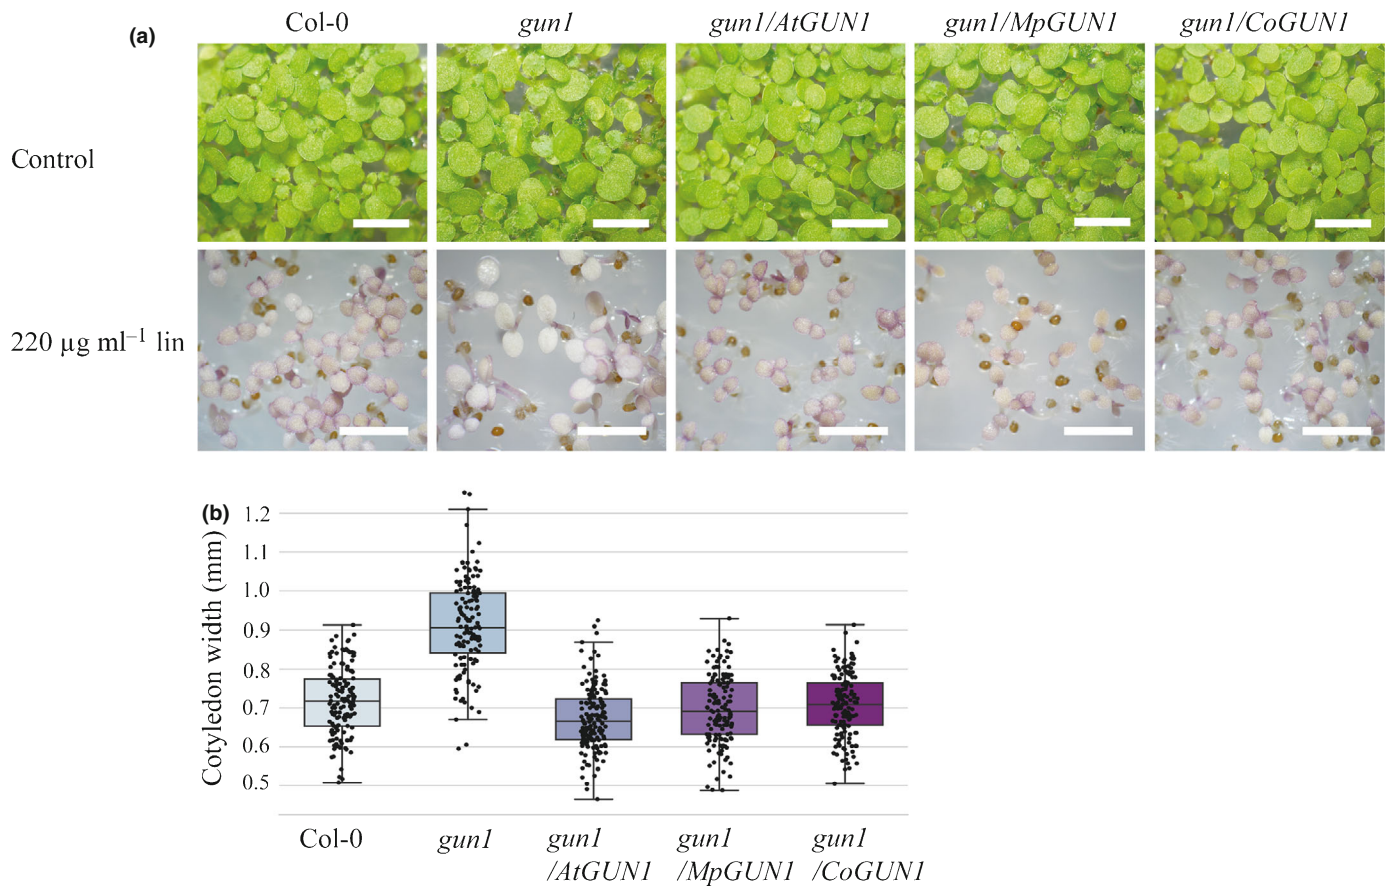 (a)
Col-0 gun1 gun1/AtGUN1 gun1/MpGUN1 gun1/CoGUN1
Control
220 µg ml⁻¹ lin
(b)
Cotyledon width (mm)
1.2
1.1
1.0
0.9
0.8
0.7
0.6
0.5
Col-0 gun1 gun1 gun1 gun1
/AtGUN1 /MpGUN1 /CoGUN1